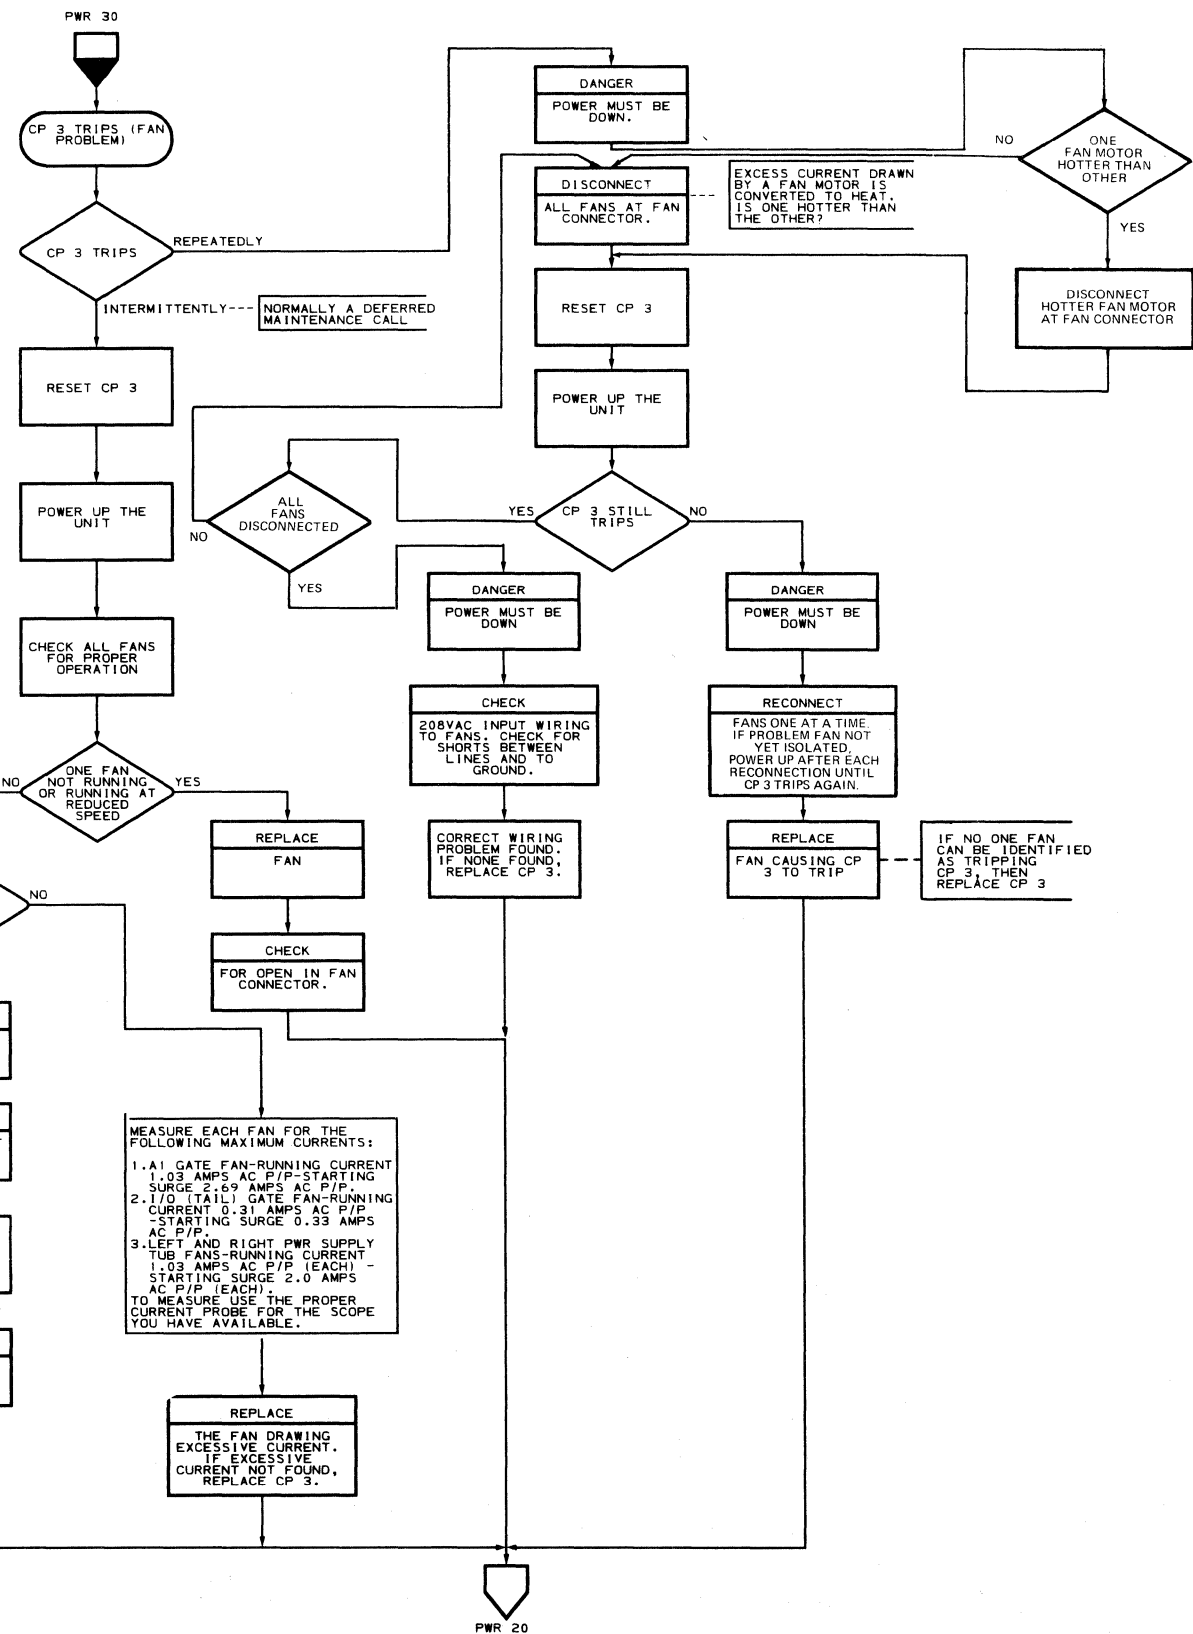 PWR 30
CP 3 TRIPS (FAN
PROBLEM)
CP 3 TRIPS
REPEATEDLY
INTERMITTENTLY
NORMALLY A DEFERRED
MAINTENANCE CALL
RESET CP 3
POWER UP THE
UNIT
CHECK ALL FANS
FOR PROPER
OPERATION
NO
ONE FAN
NOT RUNNING
OR RUNNING AT
REDUCED
SPEED
YES
REPLACE
FAN
CHECK
FOR OPEN IN FAN
CONNECTOR.
NO
MEASURE EACH FAN FOR THE
FOLLOWING MAXIMUM CURRENTS:
1.A1 GATE FAN-RUNNING CURRENT
1.03 AMPS AC P/P-STARTING
SURGE 2.69 AMPS AC P/P.
2.I/O (TAIL) GATE FAN-RUNNING
CURRENT 0.31 AMPS AC P/P
-STARTING SURGE 0.33 AMPS
AC P/P.
3.LEFT AND RIGHT PWR SUPPLY
TUB FANS-RUNNING CURRENT
1.03 AMPS AC P/P (EACH) -
STARTING SURGE 2.0 AMPS
AC P/P (EACH).
TO MEASURE USE THE PROPER
CURRENT PROBE FOR THE SCOPE
YOU HAVE AVAILABLE.
REPLACE
THE FAN DRAWING
EXCESSIVE CURRENT.
IF EXCESSIVE
CURRENT NOT FOUND,
REPLACE CP 3.
DANGER
POWER MUST BE
DOWN.
NO
ONE
FAN MOTOR
HOTTER THAN
OTHER
YES
DISCONNECT
HOTTER FAN MOTOR
AT FAN CONNECTOR
DISCONNECT
ALL FANS AT FAN
CONNECTOR.
EXCESS CURRENT DRAWN
BY A FAN MOTOR IS
CONVERTED TO HEAT.
IS ONE HOTTER THAN
THE OTHER?
RESET CP 3
POWER UP THE
UNIT
CP 3 STILL
TRIPS
YES
NO
ALL
FANS
DISCONNECTED
NO
YES
DANGER
POWER MUST BE
DOWN
CHECK
208VAC INPUT WIRING
TO FANS. CHECK FOR
SHORTS BETWEEN
LINES AND TO
GROUND.
CORRECT WIRING
PROBLEM FOUND.
IF NONE FOUND,
REPLACE CP 3.
DANGER
POWER MUST BE
DOWN
RECONNECT
FANS ONE AT A TIME.
IF PROBLEM FAN NOT
YET ISOLATED,
POWER UP AFTER EACH
RECONNECTION UNTIL
CP 3 TRIPS AGAIN.
REPLACE
FAN CAUSING CP
3 TO TRIP
IF NO ONE FAN
CAN BE IDENTIFIED
AS TRIPPING
CP 3, THEN
REPLACE CP 3
PWR 20